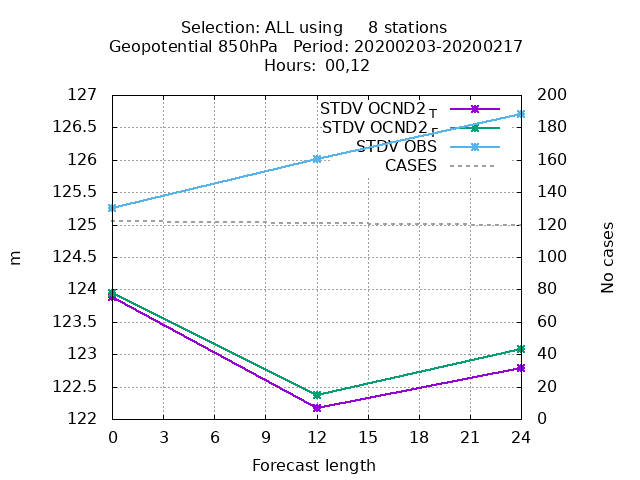 Selection: ALL using     8 stations
Geopotential 850hPa   Period: 20200203-20200217
Hours:  00,12
127 200
STDV OCND2 T
126.5 STDV OCND2 F 180
126 STDV OBS 160
CASES
125.5 140
125 120
124.5 100
124 80
123.5 60
123 40
122.5 20
122 0
m
No cases
0 3 6 9 12 15 18 21 24
Forecast length